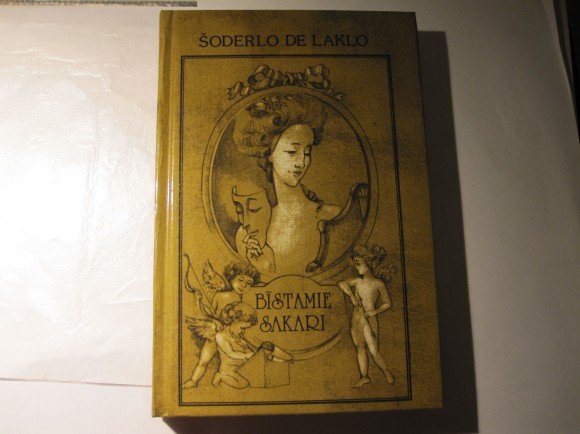 ŠODERLO DE LAKLO
BĪSTAMIE
SAKARI